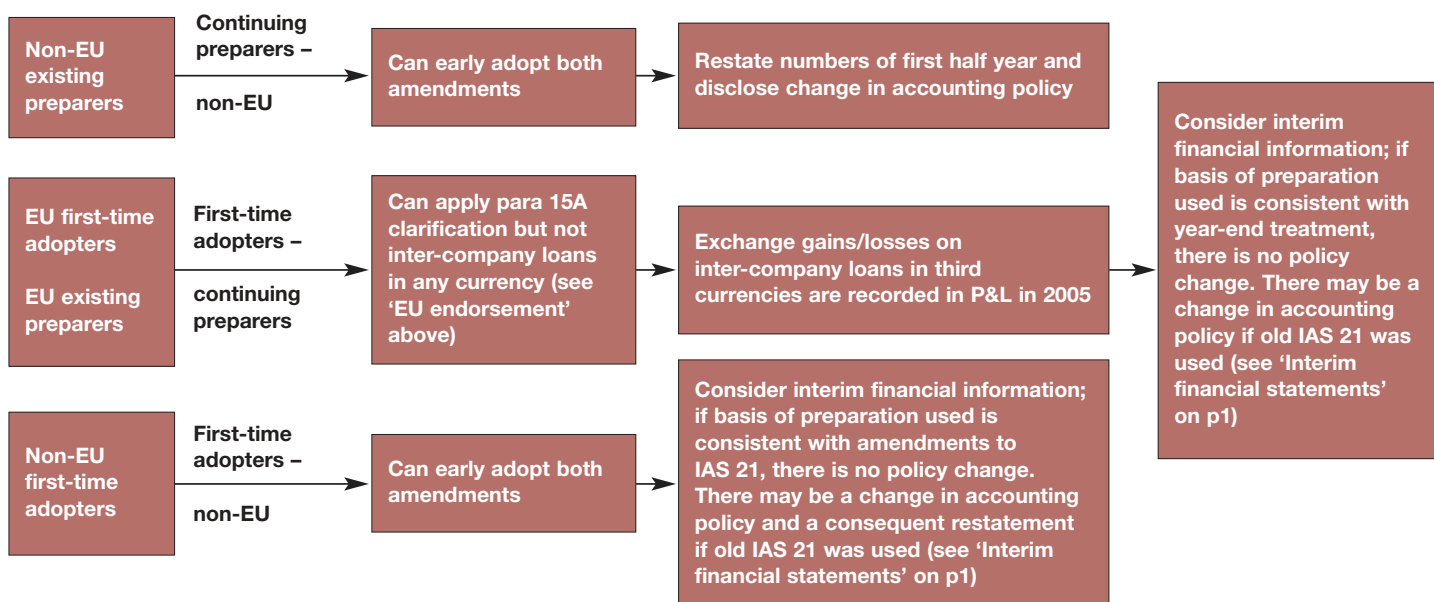 Non-EU
existing
preparers
Continuing
preparers –
non-EU
Can early adopt both
amendments
Restate numbers of first half year and
disclose change in accounting policy
EU first-time
adopters
EU existing
preparers
First-time
adopters –
continuing
preparers
Can apply para 15A
clarification but not
inter-company loans
in any currency (see
‘EU endorsement’
above)
Exchange gains/losses on
inter-company loans in third
currencies are recorded in P&L in 2005
Consider interim
financial information; if
basis of preparation
used is consistent with
year-end treatment,
there is no policy
change. There may be a
change in accounting
policy if old IAS 21 was
used (see ‘Interim
financial statements’
on p1)
Non-EU
first-time
adopters
First-time
adopters –
non-EU
Can early adopt both
amendments
Consider interim financial information;
if basis of preparation used is
consistent with amendments to
IAS 21, there is no policy change.
There may be a change in accounting
policy and a consequent restatement
if old IAS 21 was used (see ‘Interim
financial statements’ on p1)